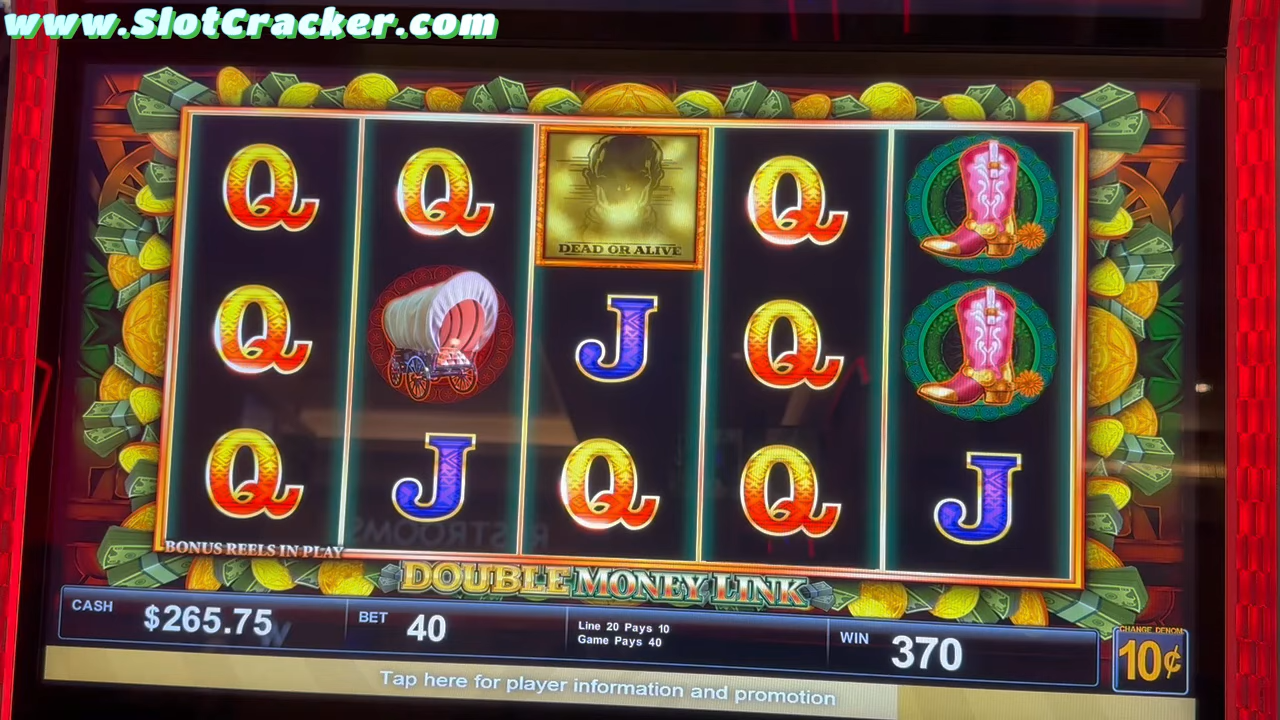 www.SlotCracker.com
Q Q Q
DEAD OR ALIVE
Q J Q
Q J Q Q J
BONUS REELS IN PLAY
DOUBLE MONEY LINK
CASH $265.75 BET 40 Line 20 Pays 10 WIN 370 CHANGE DENOM 10¢
Game Pays 40
Tap here for player information and promotion
RESTROOMS